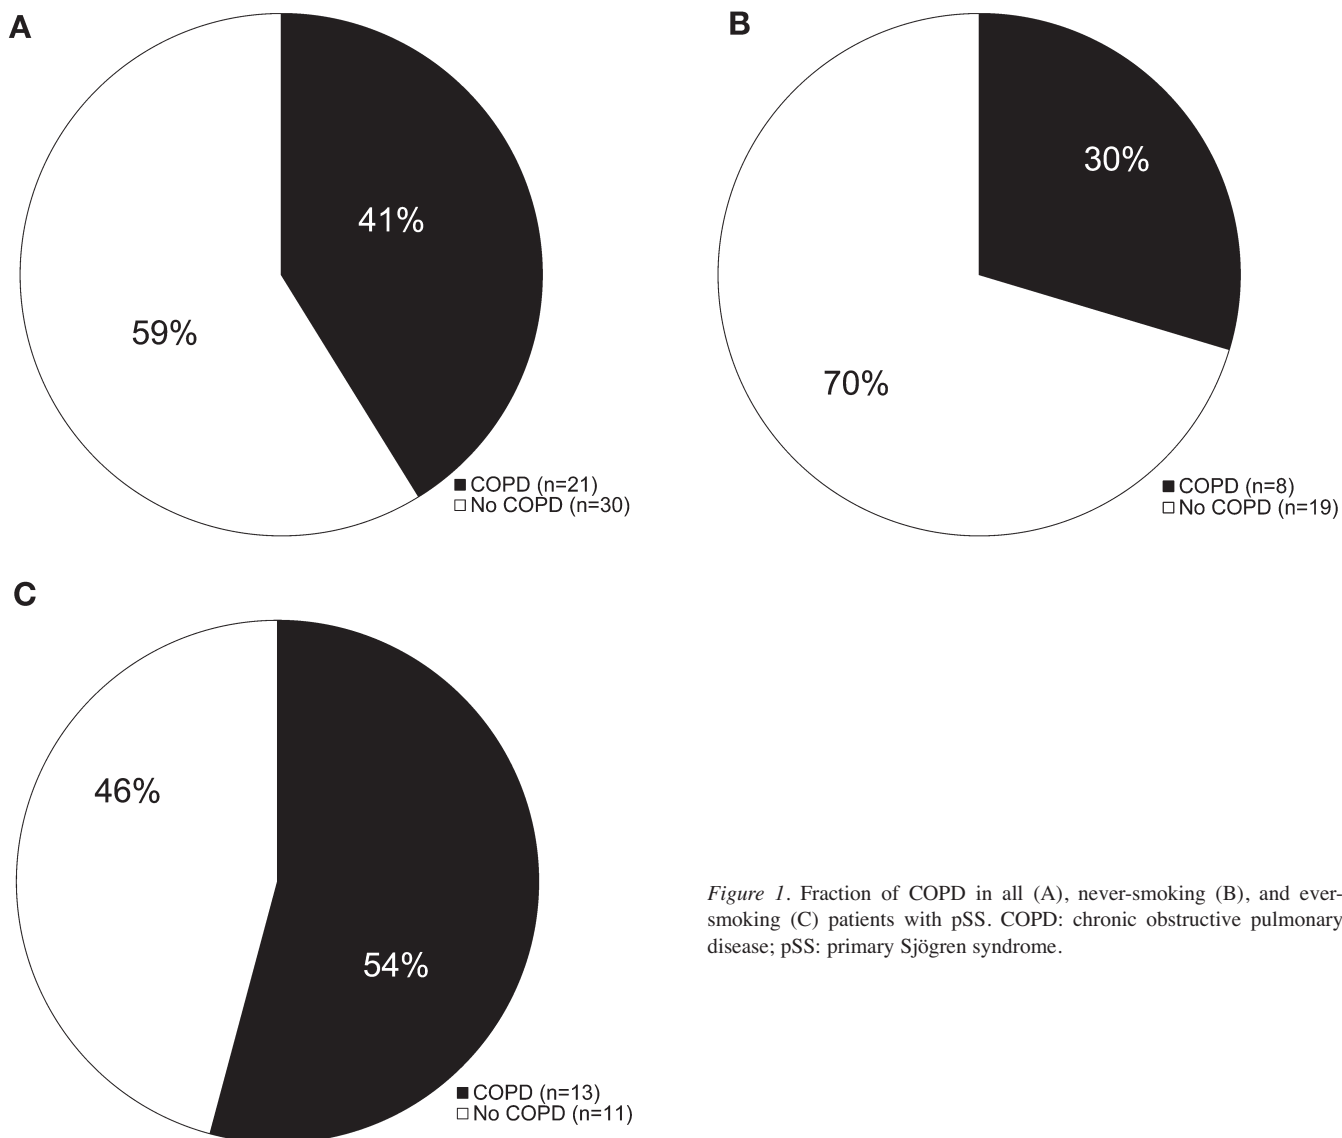 A
41%
59%
COPD (n=21)
No COPD (n=30)
B
30%
70%
COPD (n=8)
No COPD (n=19)
C
46%
54%
COPD (n=13)
No COPD (n=11)
Figure 1. Fraction of COPD in all (A), never-smoking (B), and ever-
smoking (C) patients with pSS. COPD: chronic obstructive pulmonary
disease; pSS: primary Sjögren syndrome.